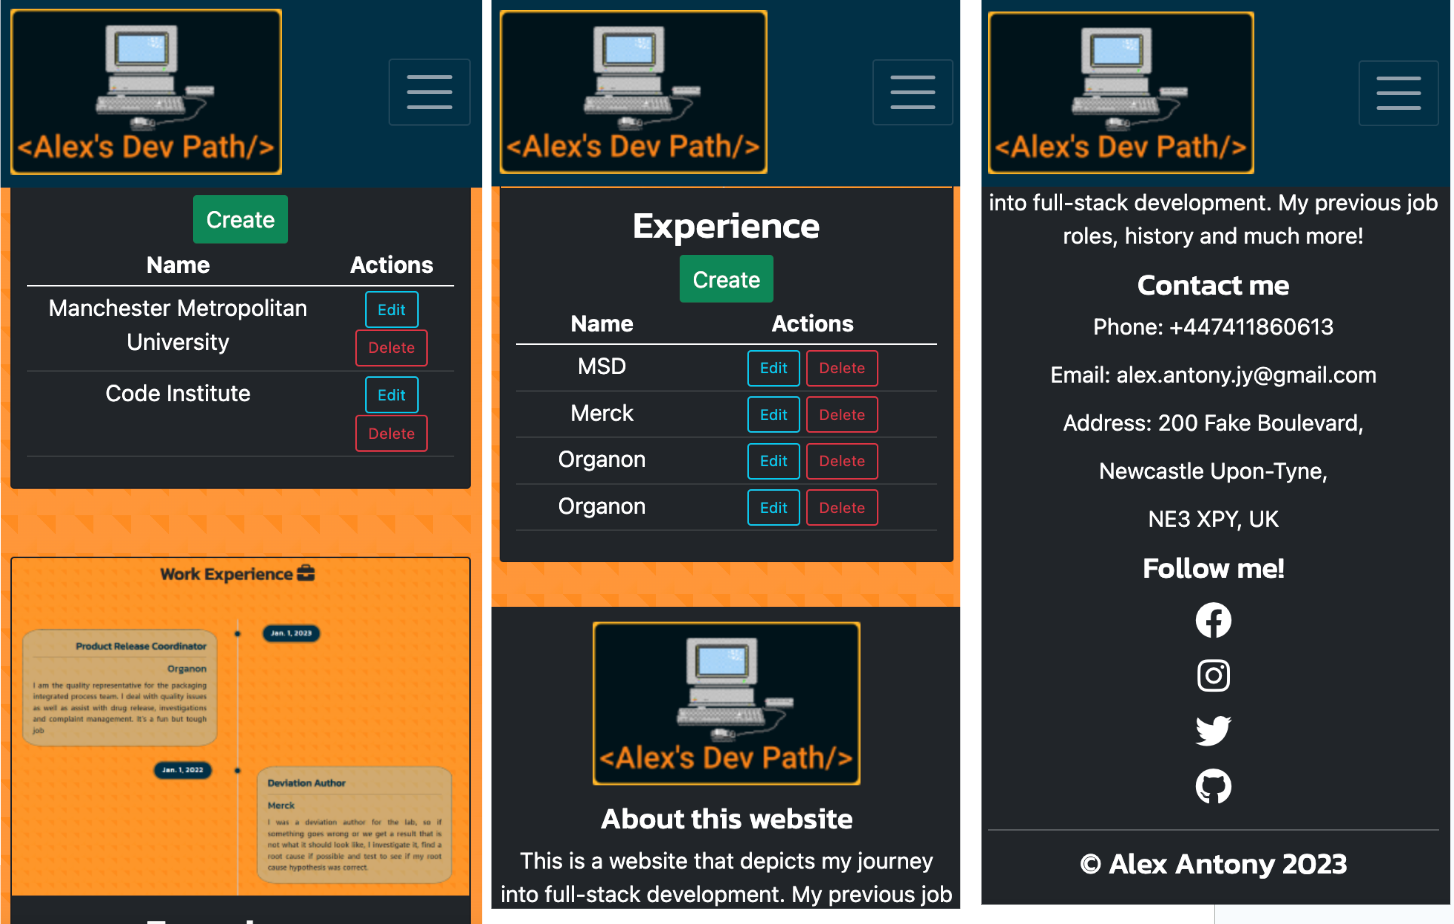 <Alex's Dev Path/>
Create
Name Actions
Manchester Metropolitan
University
Edit
Delete
Code Institute
Edit
Delete
Work Experience
Jan. 1, 2023
Product Release Coordinator
Organon
I am the quality representative for the packaging
integrated process team. I deal with quality issues
as well as assist with drug release, investigations
and complaint management. It's a fun but tough
job
Jan. 1, 2022
Deviation Author
Merck
I was a deviation author for the lab, so if
something goes wrong or we get a result that is
not what it should look like, I investigate it, find a
root cause if possible and test to see if my root
cause hypothesis was correct.
<Alex's Dev Path/>
Experience
Create
Name Actions
MSD Edit Delete
Merck Edit Delete
Organon Edit Delete
Organon Edit Delete
<Alex's Dev Path/>
About this website
This is a website that depicts my journey
into full-stack development. My previous job
<Alex's Dev Path/>
into full-stack development. My previous job
roles, history and much more!
Contact me
Phone: +447411860613
Email: alex.antony.jy@gmail.com
Address: 200 Fake Boulevard,
Newcastle Upon-Tyne,
NE3 XPY, UK
Follow me!
© Alex Antony 2023